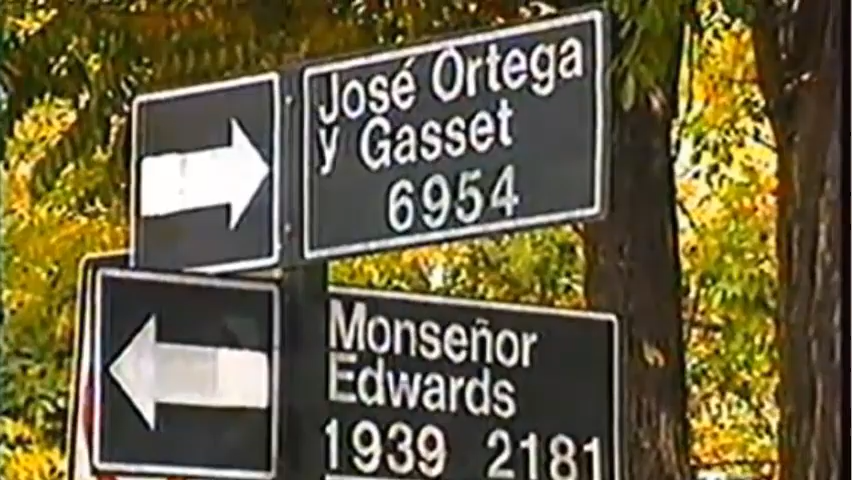 José Ortega
y Gasset
6954
Monseñor
Edwards
1939 2181